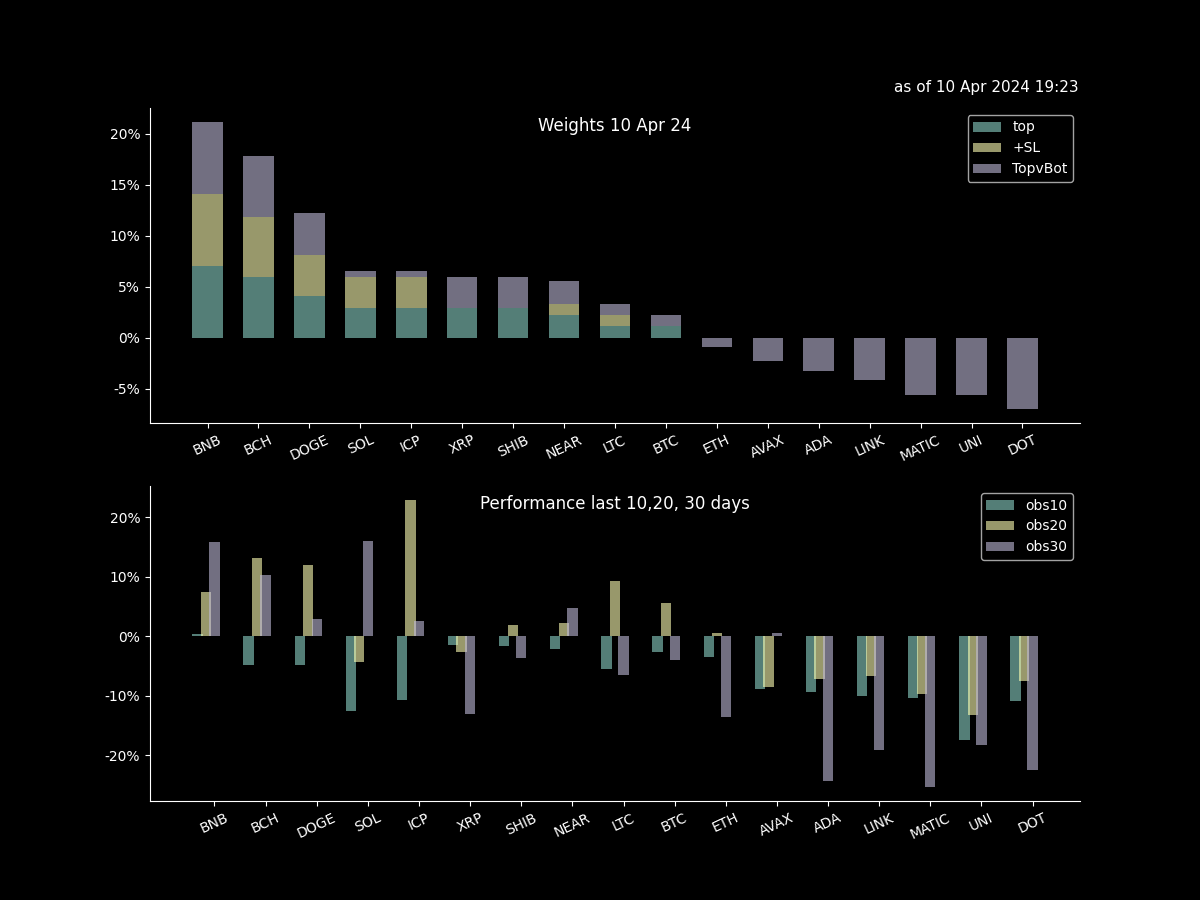 as of 10 Apr 2024 19:23
Weights 10 Apr 24
top
+SL
TopvBot
20%
15%
10%
5%
0%
-5%
BNB BCH DOGE SOL ICP XRP SHIB NEAR LTC BTC ETH AVAX ADA LINK MATIC UNI DOT
Performance last 10,20, 30 days
obs10
obs20
obs30
20%
10%
0%
-10%
-20%
BNB BCH DOGE SOL ICP XRP SHIB NEAR LTC BTC ETH AVAX ADA LINK MATIC UNI DOT